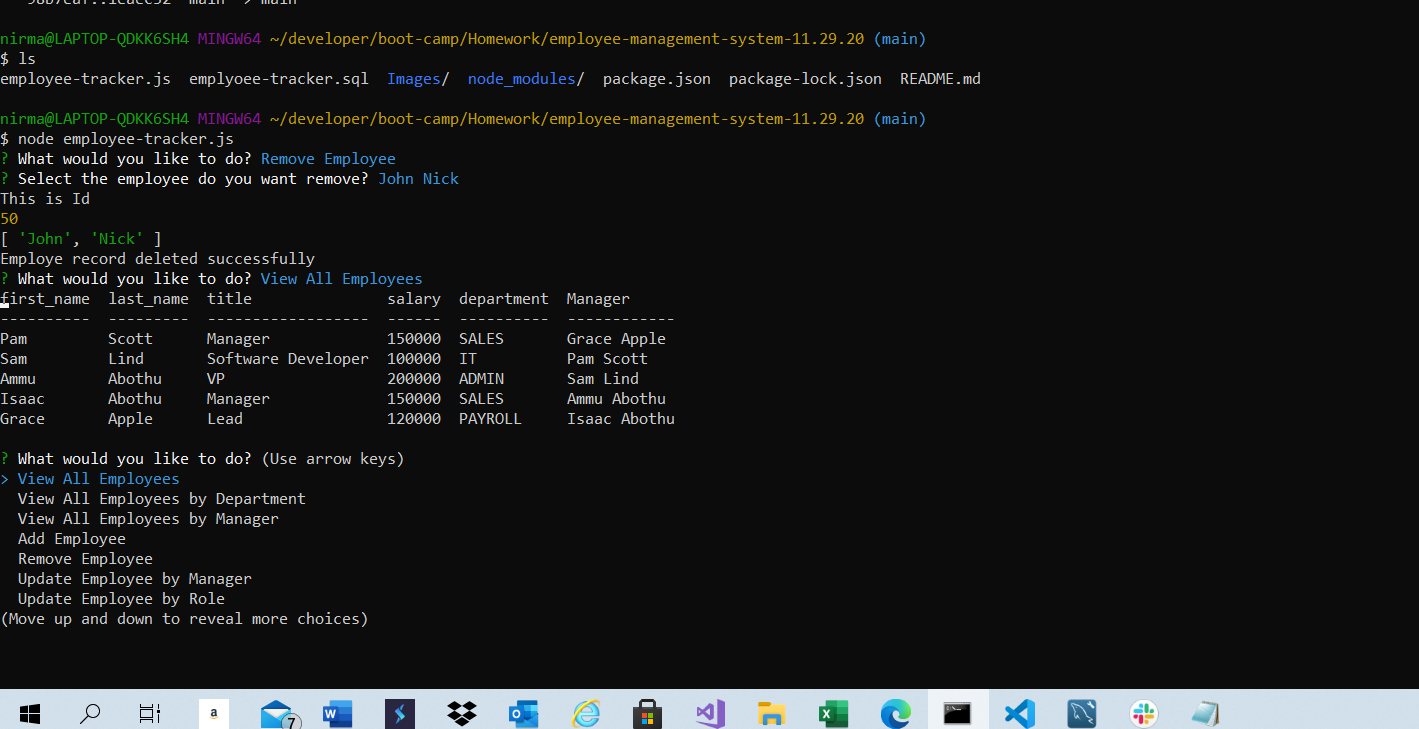 nirma@LAPTOP-QDKK6SH4 MINGW64 ~/developer/boot-camp/Homework/employee-management-system-11.29.20 (main)
$ ls
employee-tracker.js  emplyoee-tracker.sql  Images/  node_modules/  package.json  package-lock.json  README.md
nirma@LAPTOP-QDKK6SH4 MINGW64 ~/developer/boot-camp/Homework/employee-management-system-11.29.20 (main)
$ node employee-tracker.js
? What would you like to do? Remove Employee
? Select the employee do you want remove? John Nick
This is Id
50
[ 'John', 'Nick' ]
Employe record deleted successfully
? What would you like to do? View All Employees
first_name  last_name  title               salary  department  Manager
----------  ---------  ------------------  ------  ----------  ------------
Pam         Scott      Manager             150000  SALES       Grace Apple
Sam         Lind       Software Developer  100000  IT          Pam Scott
Ammu        Abothu     VP                  200000  ADMIN       Sam Lind
Isaac       Abothu     Manager             150000  SALES       Ammu Abothu
Grace       Apple      Lead                120000  PAYROLL     Isaac Abothu
? What would you like to do? (Use arrow keys)
> View All Employees
  View All Employees by Department
  View All Employees by Manager
  Add Employee
  Remove Employee
  Update Employee by Manager
  Update Employee by Role
(Move up and down to reveal more choices)
a 7 W O X